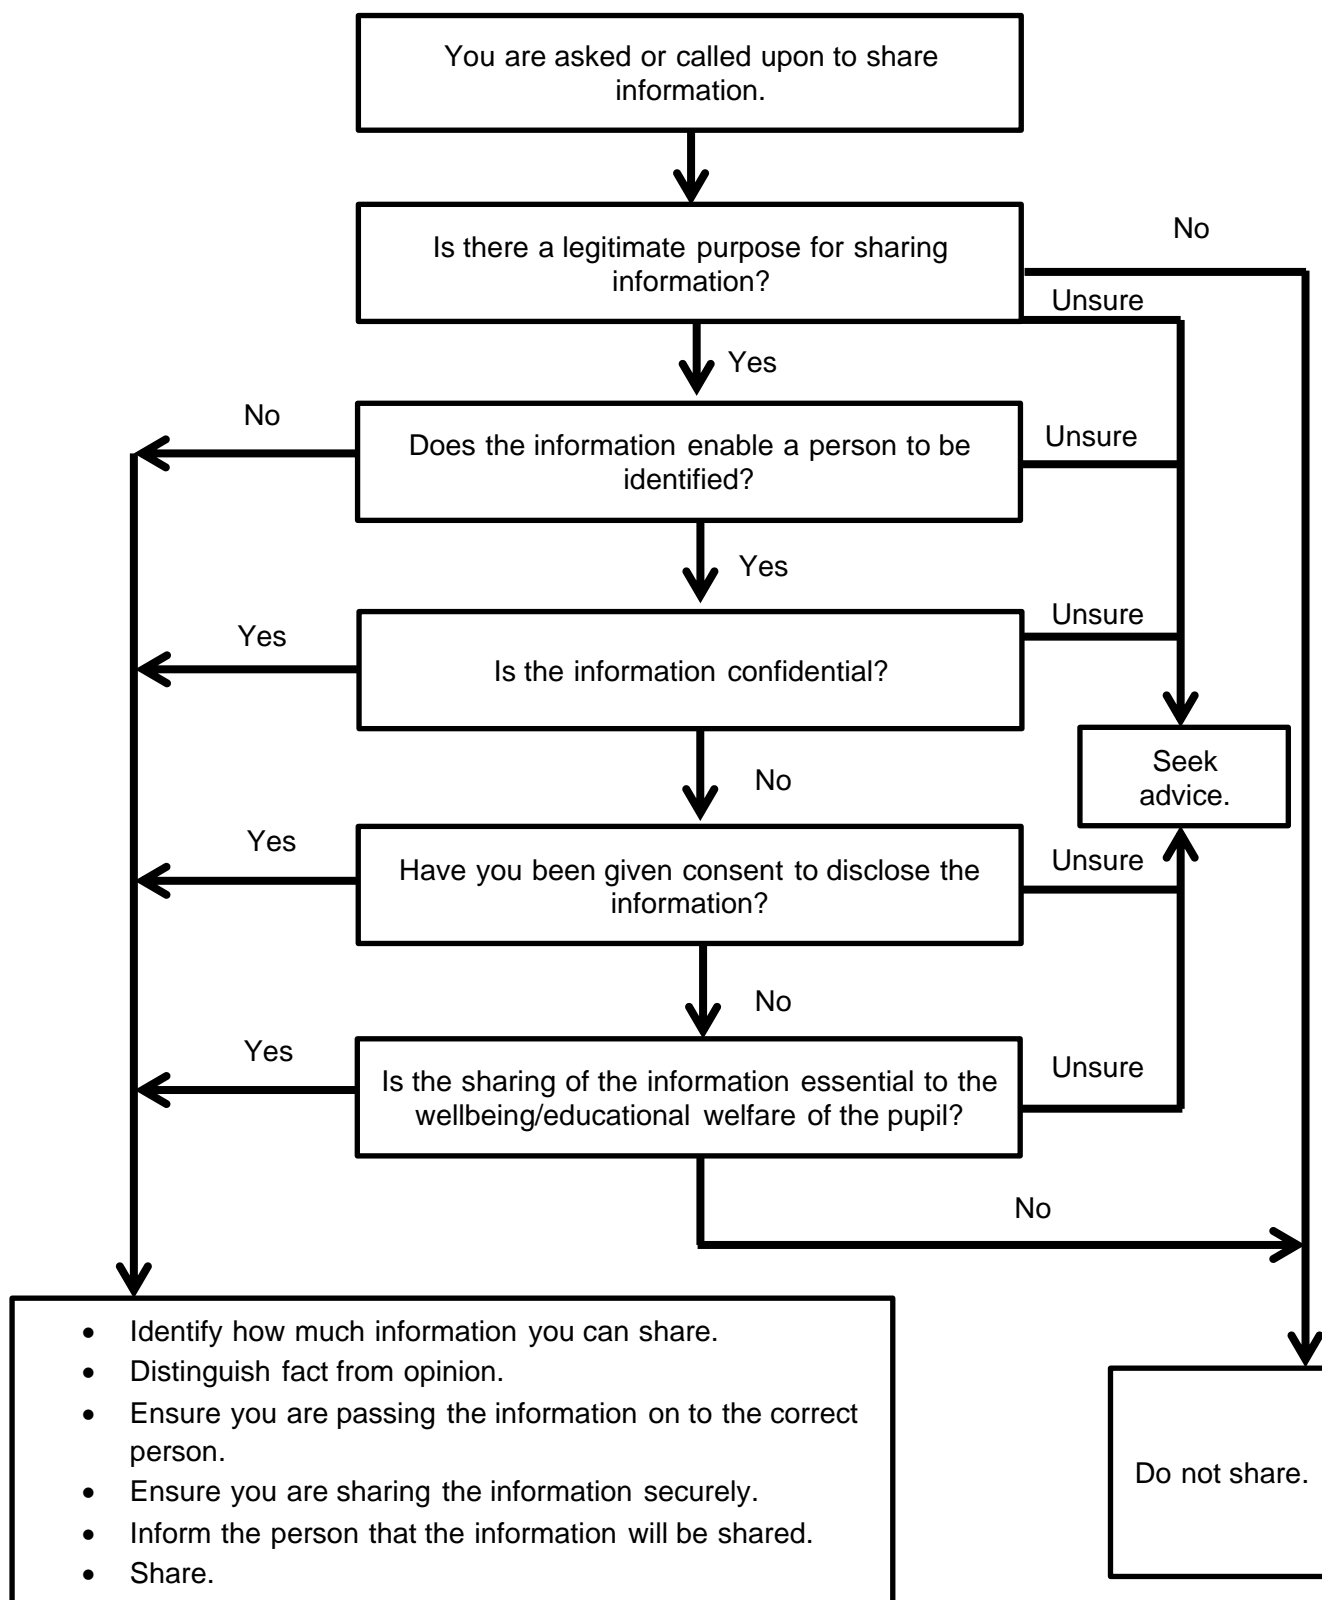 You are asked or called upon to share
information.
No
Is there a legitimate purpose for sharing
information?
Unsure
Yes
No
Does the information enable a person to be
identified?
Unsure
Yes
Yes
Is the information confidential?
Unsure
Seek
advice.
No
Yes
Have you been given consent to disclose the
information?
Unsure
No
Yes
Is the sharing of the information essential to the
wellbeing/educational welfare of the pupil?
Unsure
No
• Identify how much information you can share.
• Distinguish fact from opinion.
• Ensure you are passing the information on to the correct
person.
• Ensure you are sharing the information securely.
• Inform the person that the information will be shared.
• Share.
Do not share.